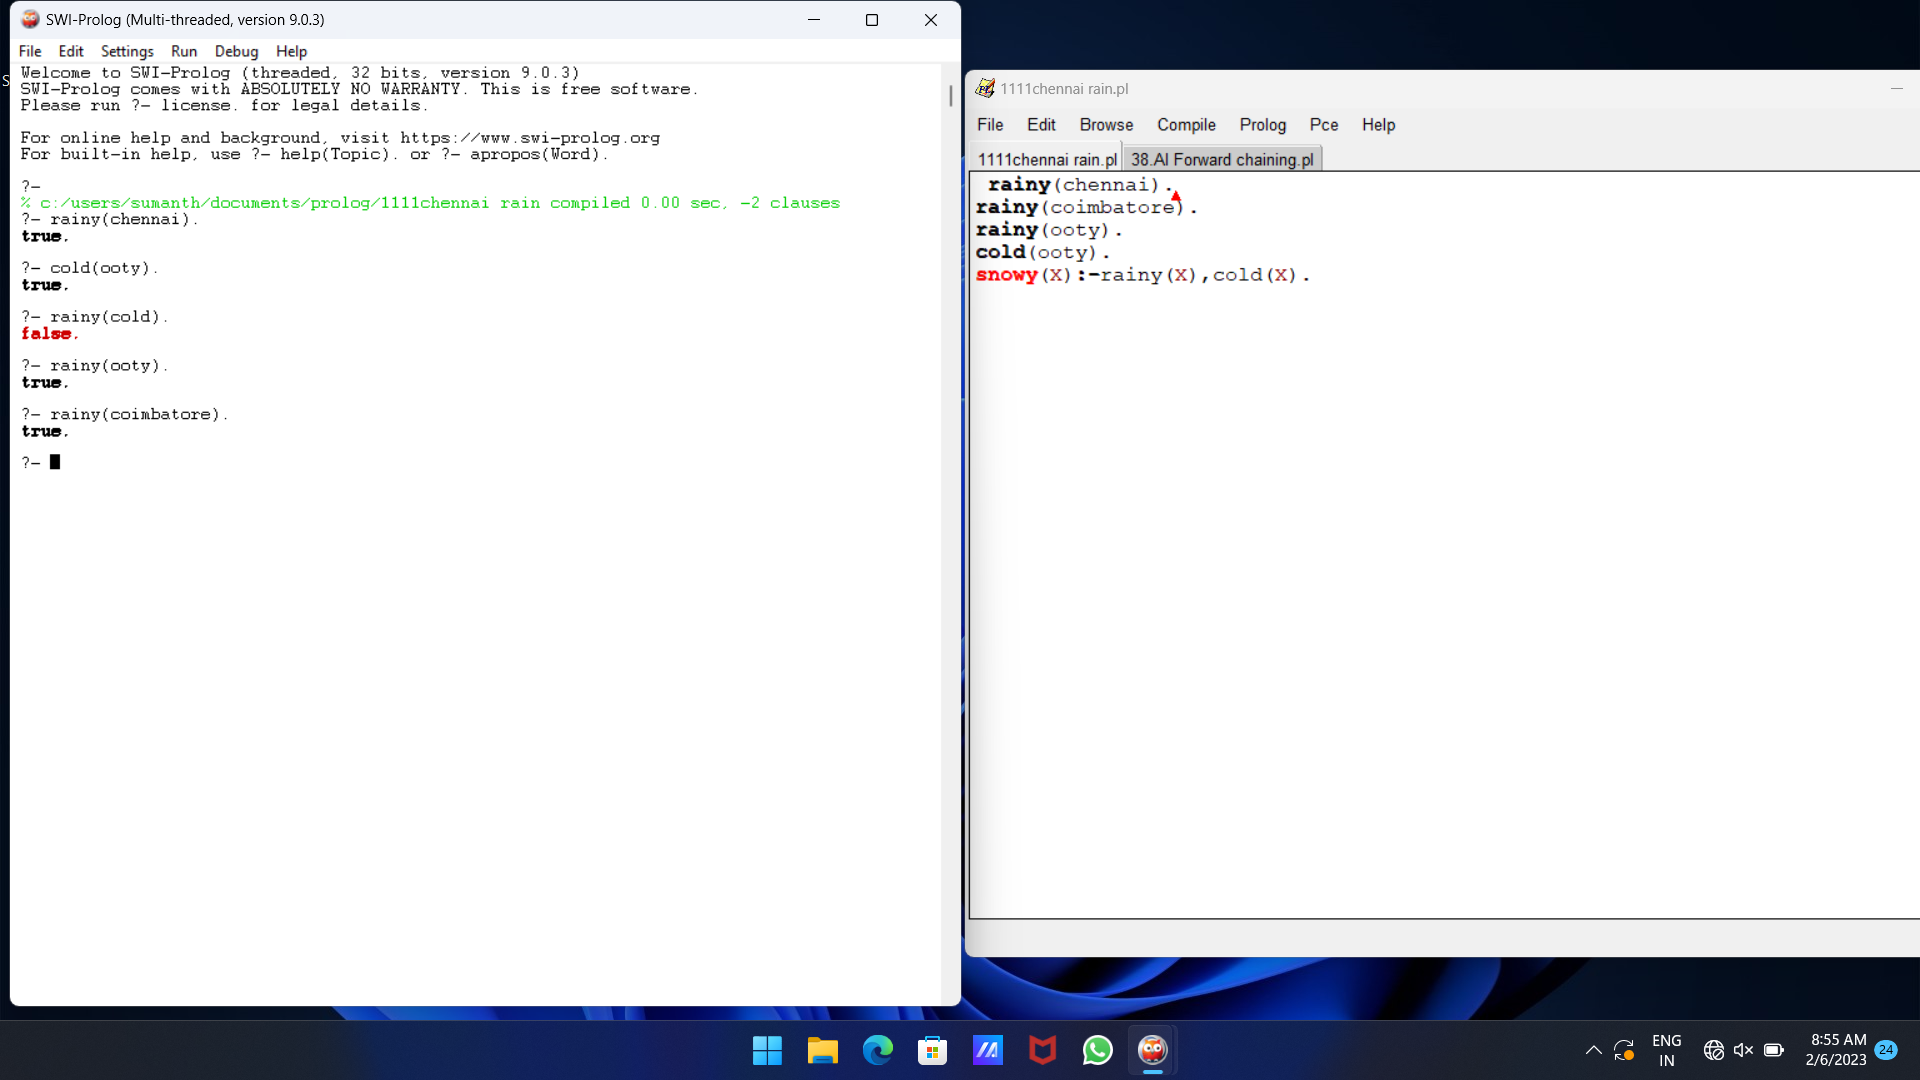 SWI-Prolog (Multi-threaded, version 9.0.3)
File Edit Settings Run Debug Help
Welcome to SWI-Prolog (threaded, 32 bits, version 9.0.3)
SWI-Prolog comes with ABSOLUTELY NO WARRANTY. This is free software.
Please run ?- license. for legal details.
For online help and background, visit https://www.swi-prolog.org
For built-in help, use ?- help(Topic). or ?- apropos(Word).
?-
% c:/users/sumanth/documents/prolog/1111chennai rain compiled 0.00 sec, -2 clauses
?- rainy(chennai).
true.
?- cold(ooty).
true.
?- rainy(cold).
false.
?- rainy(ooty).
true.
?- rainy(coimbatore).
true.
?-
S
1111chennai rain.pl
File Edit Browse Compile Prolog Pce Help
1111chennai rain.pl 38.AI Forward chaining.pl
rainy(chennai).
rainy(coimbatore).
rainy(ooty).
cold(ooty).
snowy(X):-rainy(X),cold(X).
ENG
IN
8:55 AM
2/6/2023
24